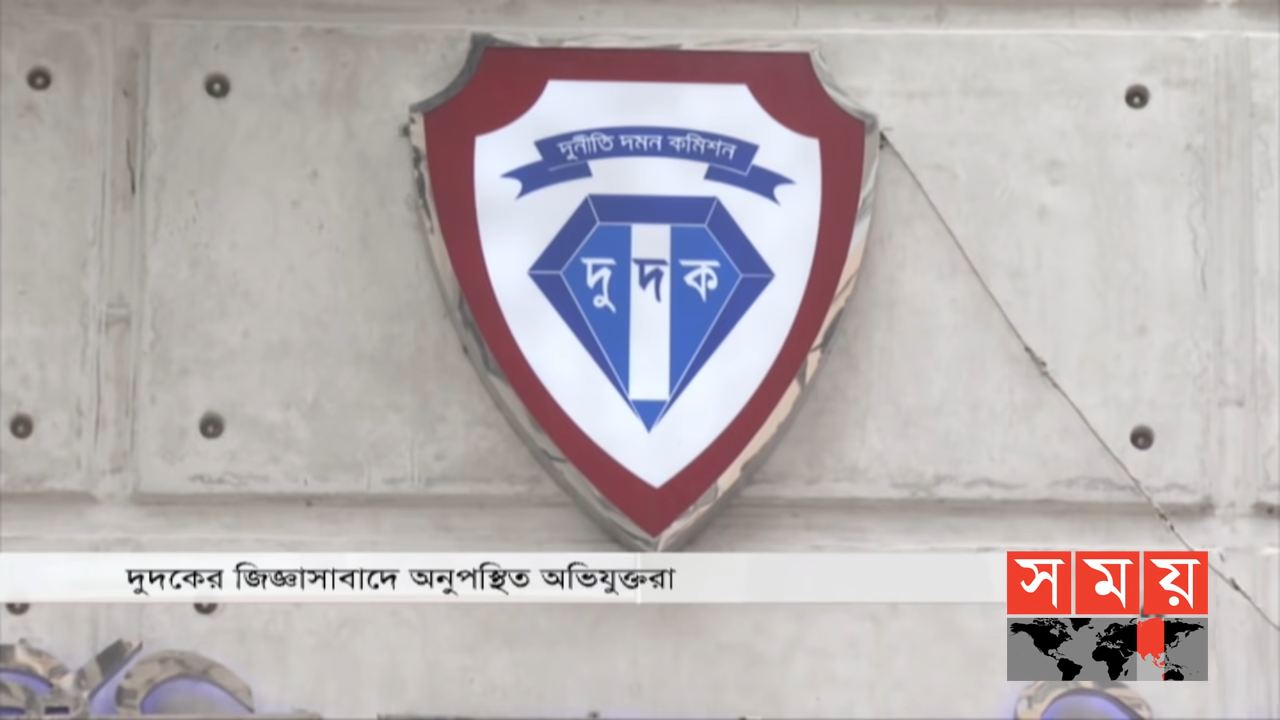 দুর্নীতি দমন কমিশন
দুদক
দুদকের জিজ্ঞাসাবাদে অনুপস্থিত অভিযুক্তরা
সময়